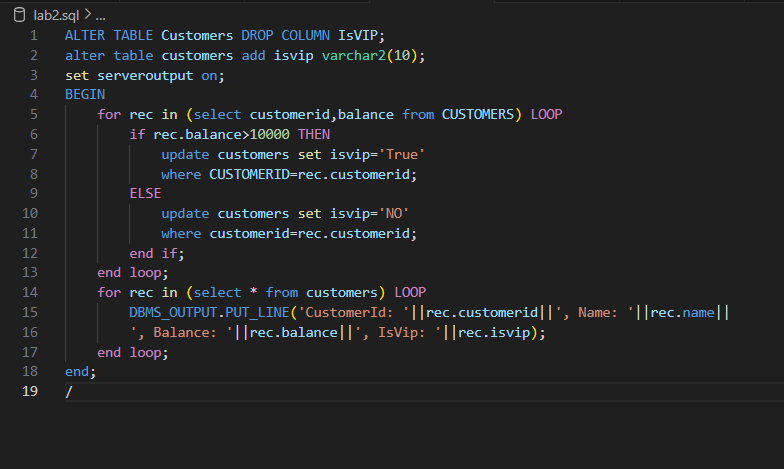 lab2.sql > ...
1 ALTER TABLE Customers DROP COLUMN IsVIP;
2 alter table customers add isvip varchar2(10);
3 set serveroutput on;
4 BEGIN
5     for rec in (select customerid,balance from CUSTOMERS) LOOP
6         if rec.balance>10000 THEN
7             update customers set isvip='True'
8             where CUSTOMERID=rec.customerid;
9         ELSE
10             update customers set isvip='NO'
11             where customerid=rec.customerid;
12         end if;
13     end loop;
14     for rec in (select * from customers) LOOP
15         DBMS_OUTPUT.PUT_LINE('CustomerId: '||rec.customerid||', Name: '||rec.name||
16         ', Balance: '||rec.balance||', IsVip: '||rec.isvip);
17     end loop;
18 end;
19 /